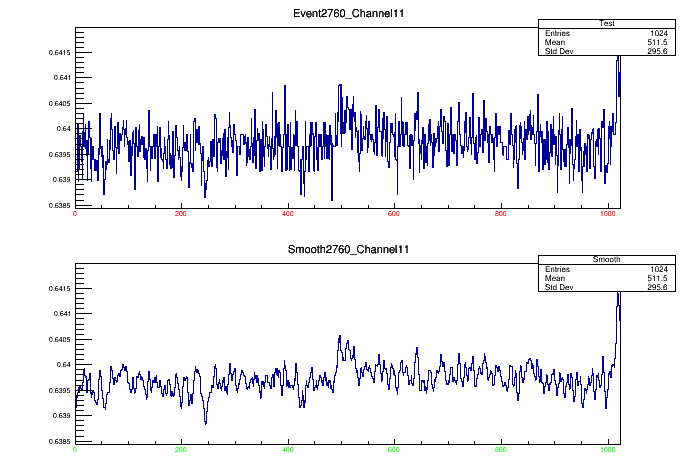 Event2760_Channel11
Test
Entries 1024
Mean 511.5
Std Dev 295.6
0.6415
0.641
0.6405
0.64
0.6395
0.639
0.6385
0 200 400 600 800 1000
Smooth2760_Channel11
Smooth
Entries 1024
Mean 511.5
Std Dev 295.6
0.6415
0.641
0.6405
0.64
0.6395
0.639
0.6385
0 200 400 600 800 1000